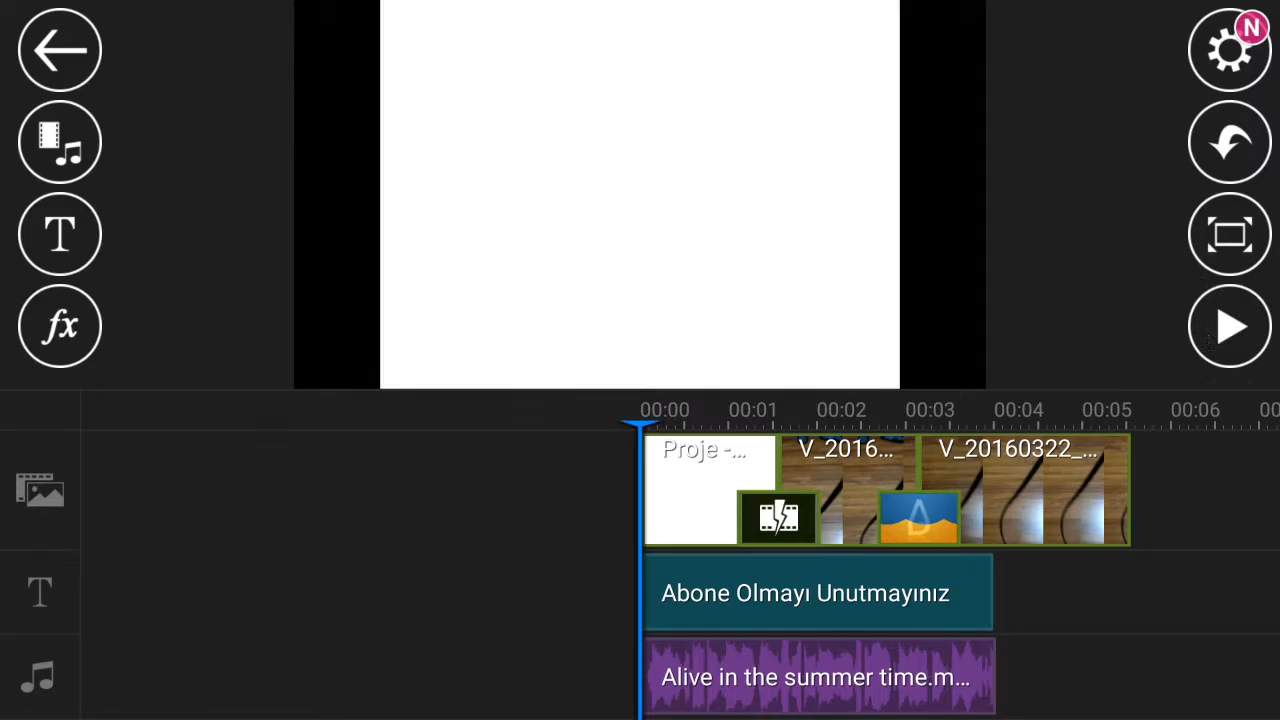 N
T
fx
00:00 00:01 00:02 00:03 00:04 00:05 00:06 00
Proje -... V_2016... V_20160322_...
A
T
Abone Olmayı Unutmayınız
Alive in the summer time.m...